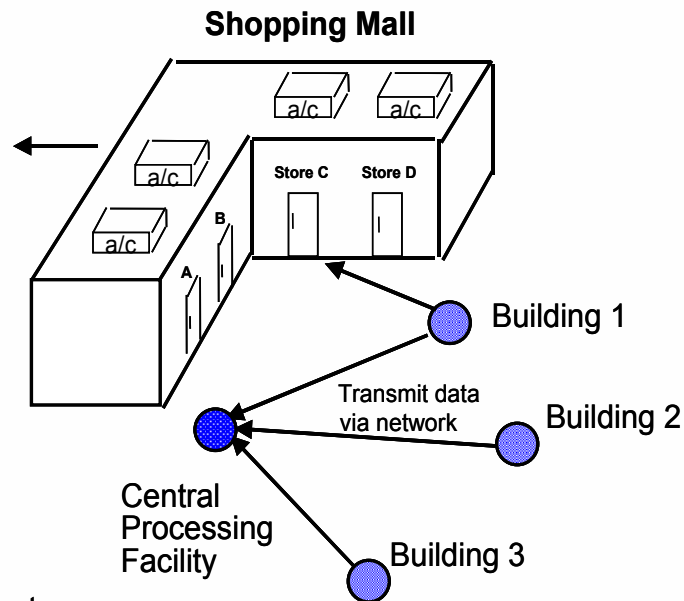 Shopping Mall
a/c
a/c
a/c
a/c
Store C
Store D
B
A
Building 1
Transmit data
via network
Building 2
Central
Processing
Facility
Building 3